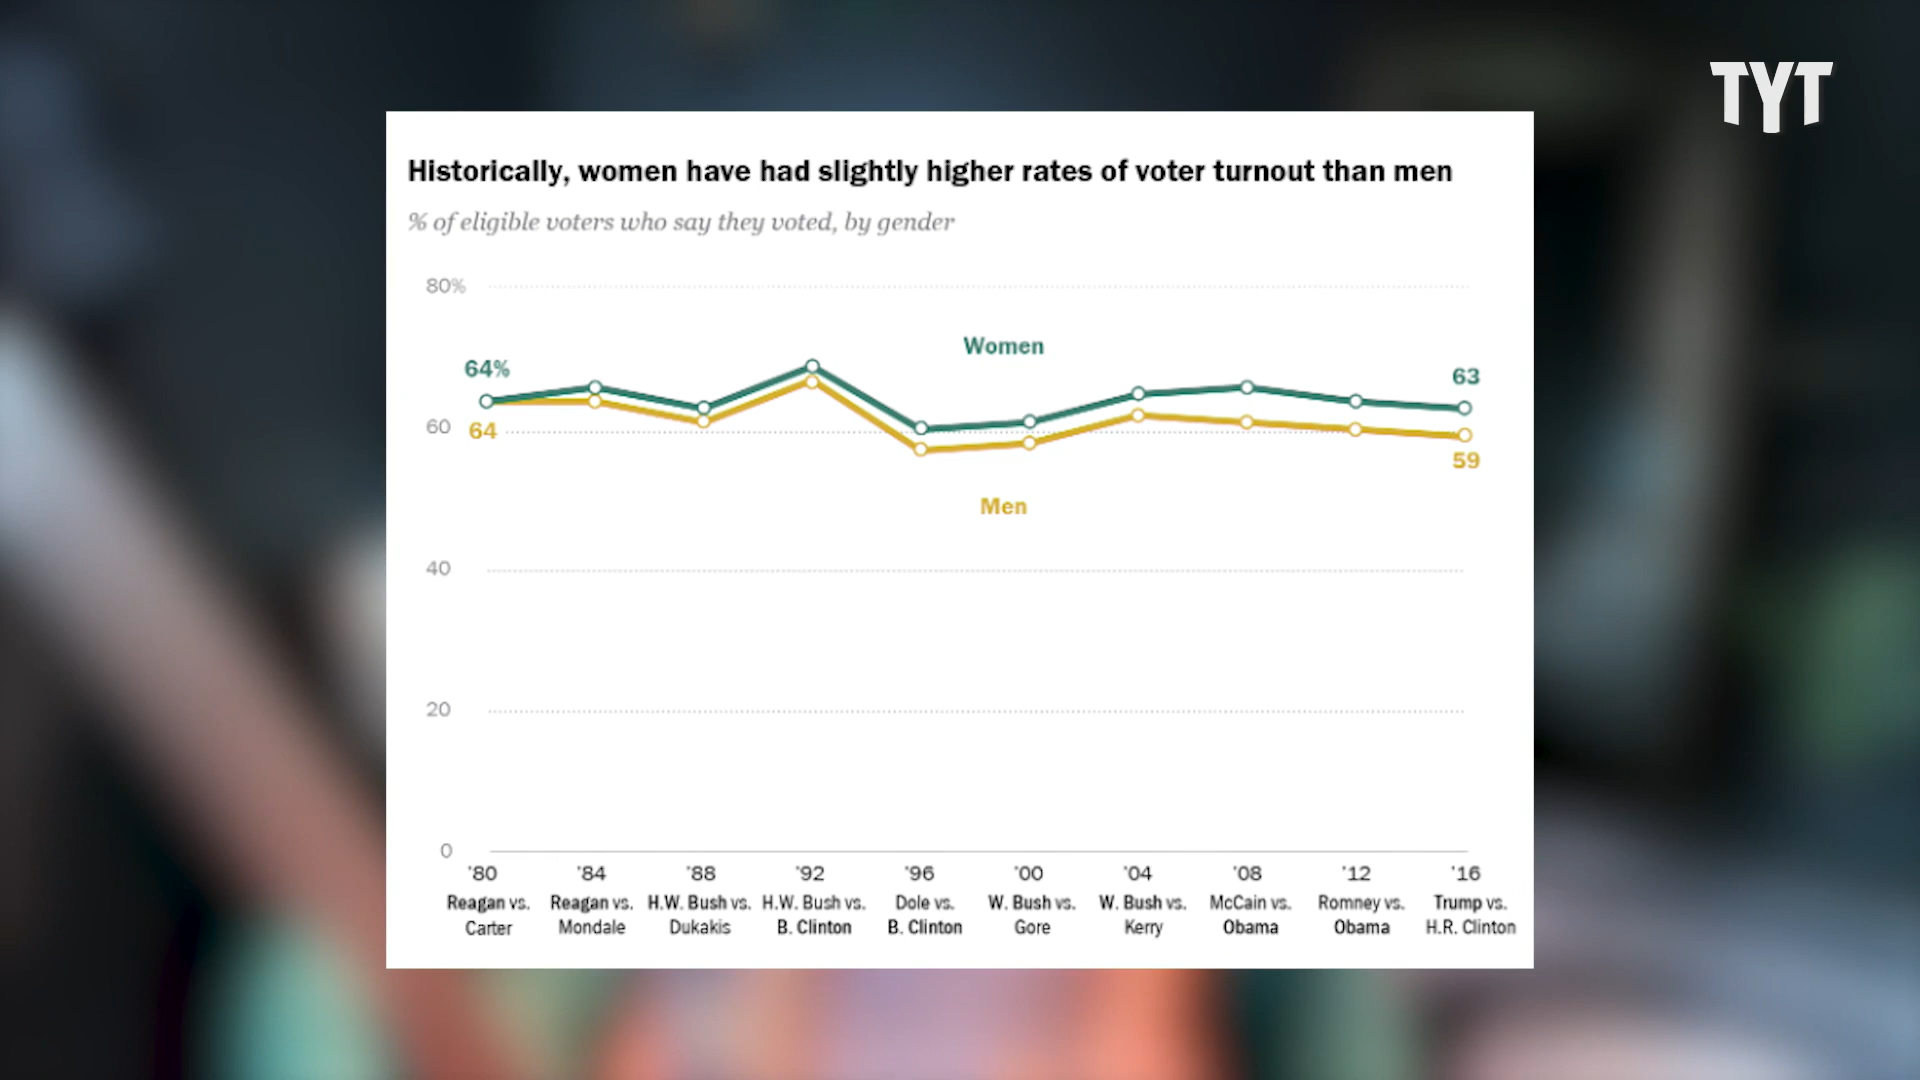 TYT
Historically, women have had slightly higher rates of voter turnout than men
% of eligible voters who say they voted, by gender
80%
Women
64%
63
60
64
59
Men
40
20
0
'80 '84 '88 '92 '96 '00 '04 '08 '12 '16
Reagan vs. Reagan vs. H.W. Bush vs. H.W. Bush vs. Dole vs. W. Bush vs. W. Bush vs. McCain vs. Romney vs. Trump vs.
Carter Mondale Dukakis B. Clinton B. Clinton Gore Kerry Obama Obama H.R. Clinton